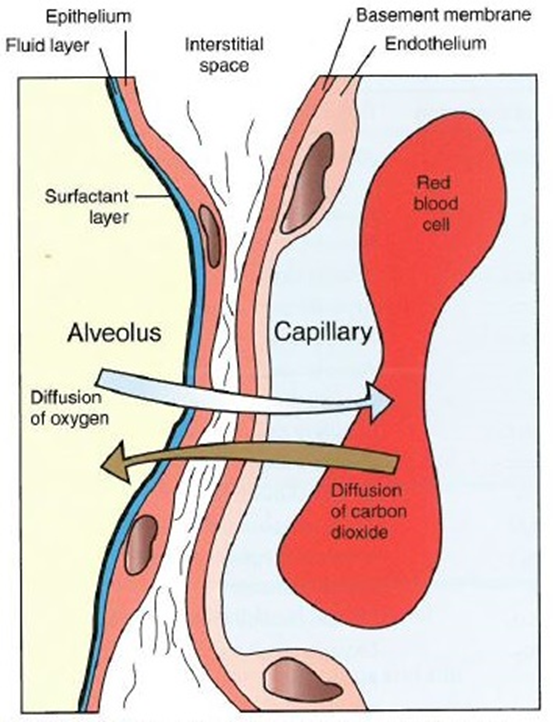 Epithelium
Fluid layer
Interstitial
space
Basement membrane
Endothelium
Surfactant
layer
Red
blood
cell
Alveolus
Capillary
Diffusion
of oxygen
Diffusion
of carbon
dioxide